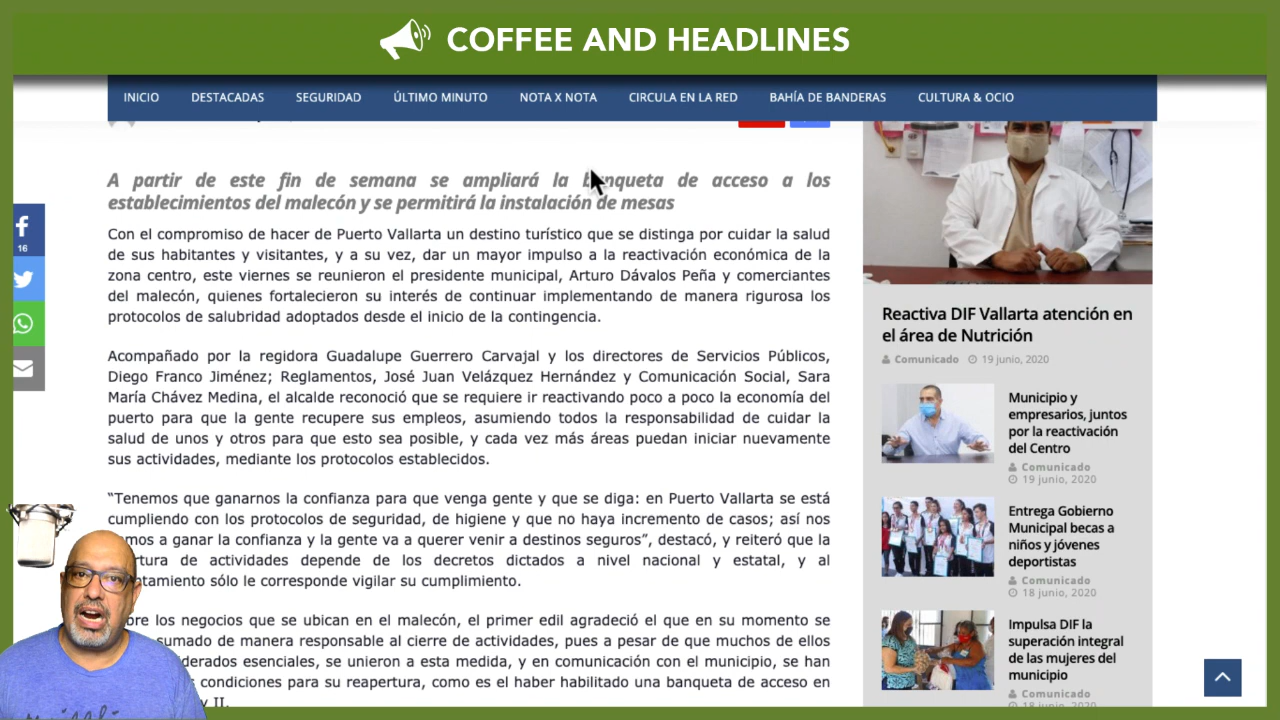 COFFEE AND HEADLINES
INICIO DESTACADAS SEGURIDAD ÚLTIMO MINUTO NOTA X NOTA CIRCULA EN LA RED BAHÍA DE BANDERAS CULTURA & OCIO
16
A partir de este fin de semana se ampliará la banqueta de acceso a los
establecimientos del malecón y se permitirá la instalación de mesas
Con el compromiso de hacer de Puerto Vallarta un destino turístico que se distinga por cuidar la salud
de sus habitantes y visitantes, y a su vez, dar un mayor impulso a la reactivación económica de la
zona centro, este viernes se reunieron el presidente municipal, Arturo Dávalos Peña y comerciantes
del malecón, quienes fortalecieron su interés de continuar implementando de manera rigurosa los
protocolos de salubridad adoptados desde el inicio de la contingencia.
Acompañado por la regidora Guadalupe Guerrero Carvajal y los directores de Servicios Públicos,
Diego Franco Jiménez; Reglamentos, José Juan Velázquez Hernández y Comunicación Social, Sara
María Chávez Medina, el alcalde reconoció que se requiere ir reactivando poco a poco la economía del
puerto para que la gente recupere sus empleos, asumiendo todos la responsabilidad de cuidar la
salud de unos y otros para que esto sea posible, y cada vez más áreas puedan iniciar nuevamente
sus actividades, mediante los protocolos establecidos.
“Tenemos que ganarnos la confianza para que venga gente y que se diga: en Puerto Vallarta se está
cumpliendo con los protocolos de seguridad, de higiene y que no haya incremento de casos; así nos
a ganar la confianza y la gente va a querer venir a destinos seguros”, destacó, y reiteró que la
de actividades depende de los decretos dictados a nivel nacional y estatal, y al
sólo le corresponde vigilar su cumplimiento.
los negocios que se ubican en el malecón, el primer edil agradeció el que en su momento se
sumado de manera responsable al cierre de actividades, pues a pesar de que muchos de ellos
esenciales, se unieron a esta medida, y en comunicación con el municipio, se han
condiciones para su reapertura, como es el haber habilitado una banqueta de acceso en
y II.
Reactiva DIF Vallarta atención en
el área de Nutrición
Comunicado 19 junio, 2020
Municipio y
empresarios, juntos
por la reactivación
del Centro
Comunicado
19 junio, 2020
Entrega Gobierno
Municipal becas a
niños y jóvenes
deportistas
Comunicado
18 junio, 2020
Impulsa DIF la
superación integral
de las mujeres del
municipio
Comunicado
18 junio, 2020